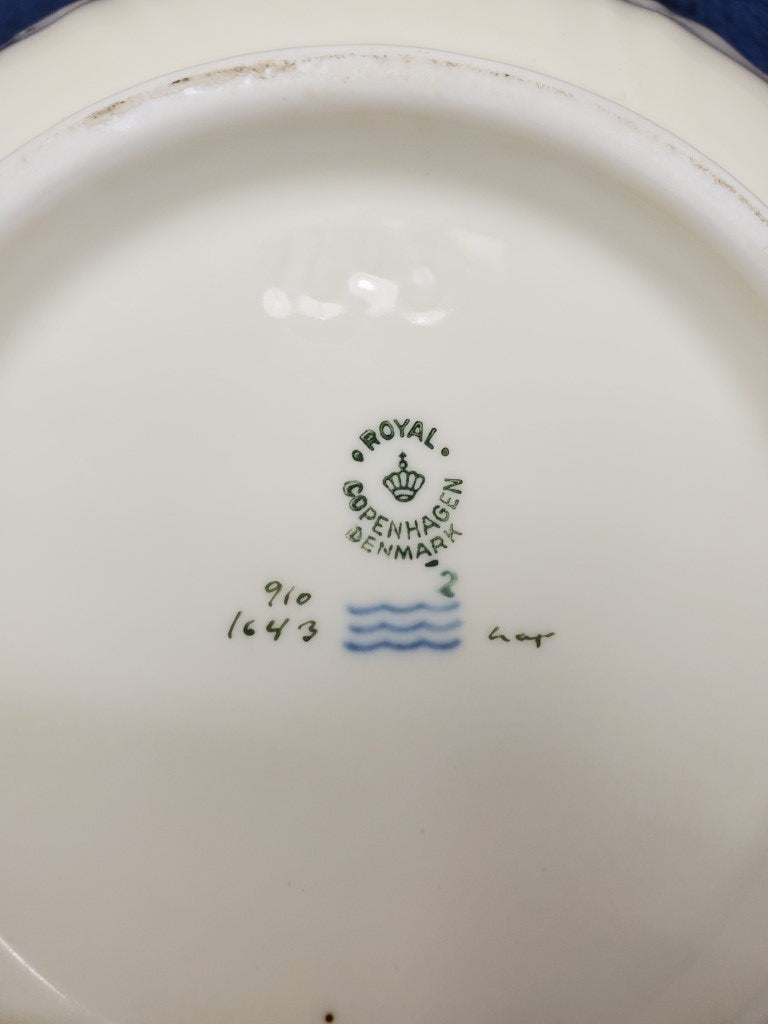 ROYAL
COPENHAGEN
DENMARK
2
910
1643